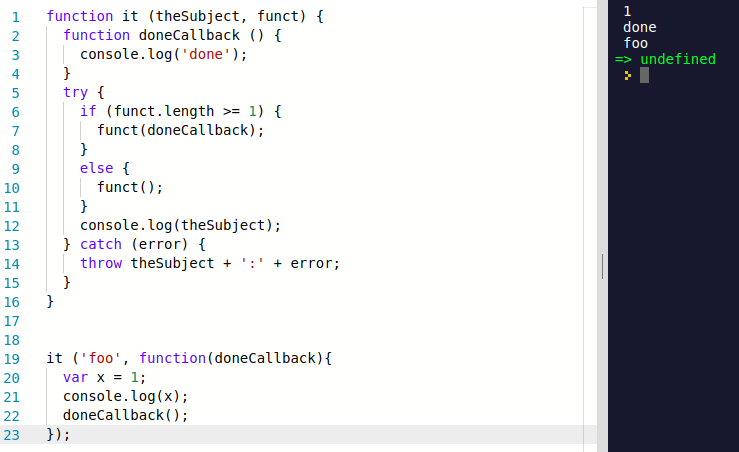 1 function it (theSubject, funct) {
2   function doneCallback () {
3     console.log('done');
4   }
5   try {
6     if (funct.length >= 1) {
7       funct(doneCallback);
8     }
9     else {
10       funct();
11     }
12     console.log(theSubject);
13   } catch (error) {
14     throw theSubject + ':' + error;
15   }
16 }
17
18
19 it ('foo', function(doneCallback){
20   var x = 1;
21   console.log(x);
22   doneCallback();
23 });
1
done
foo
=> undefined